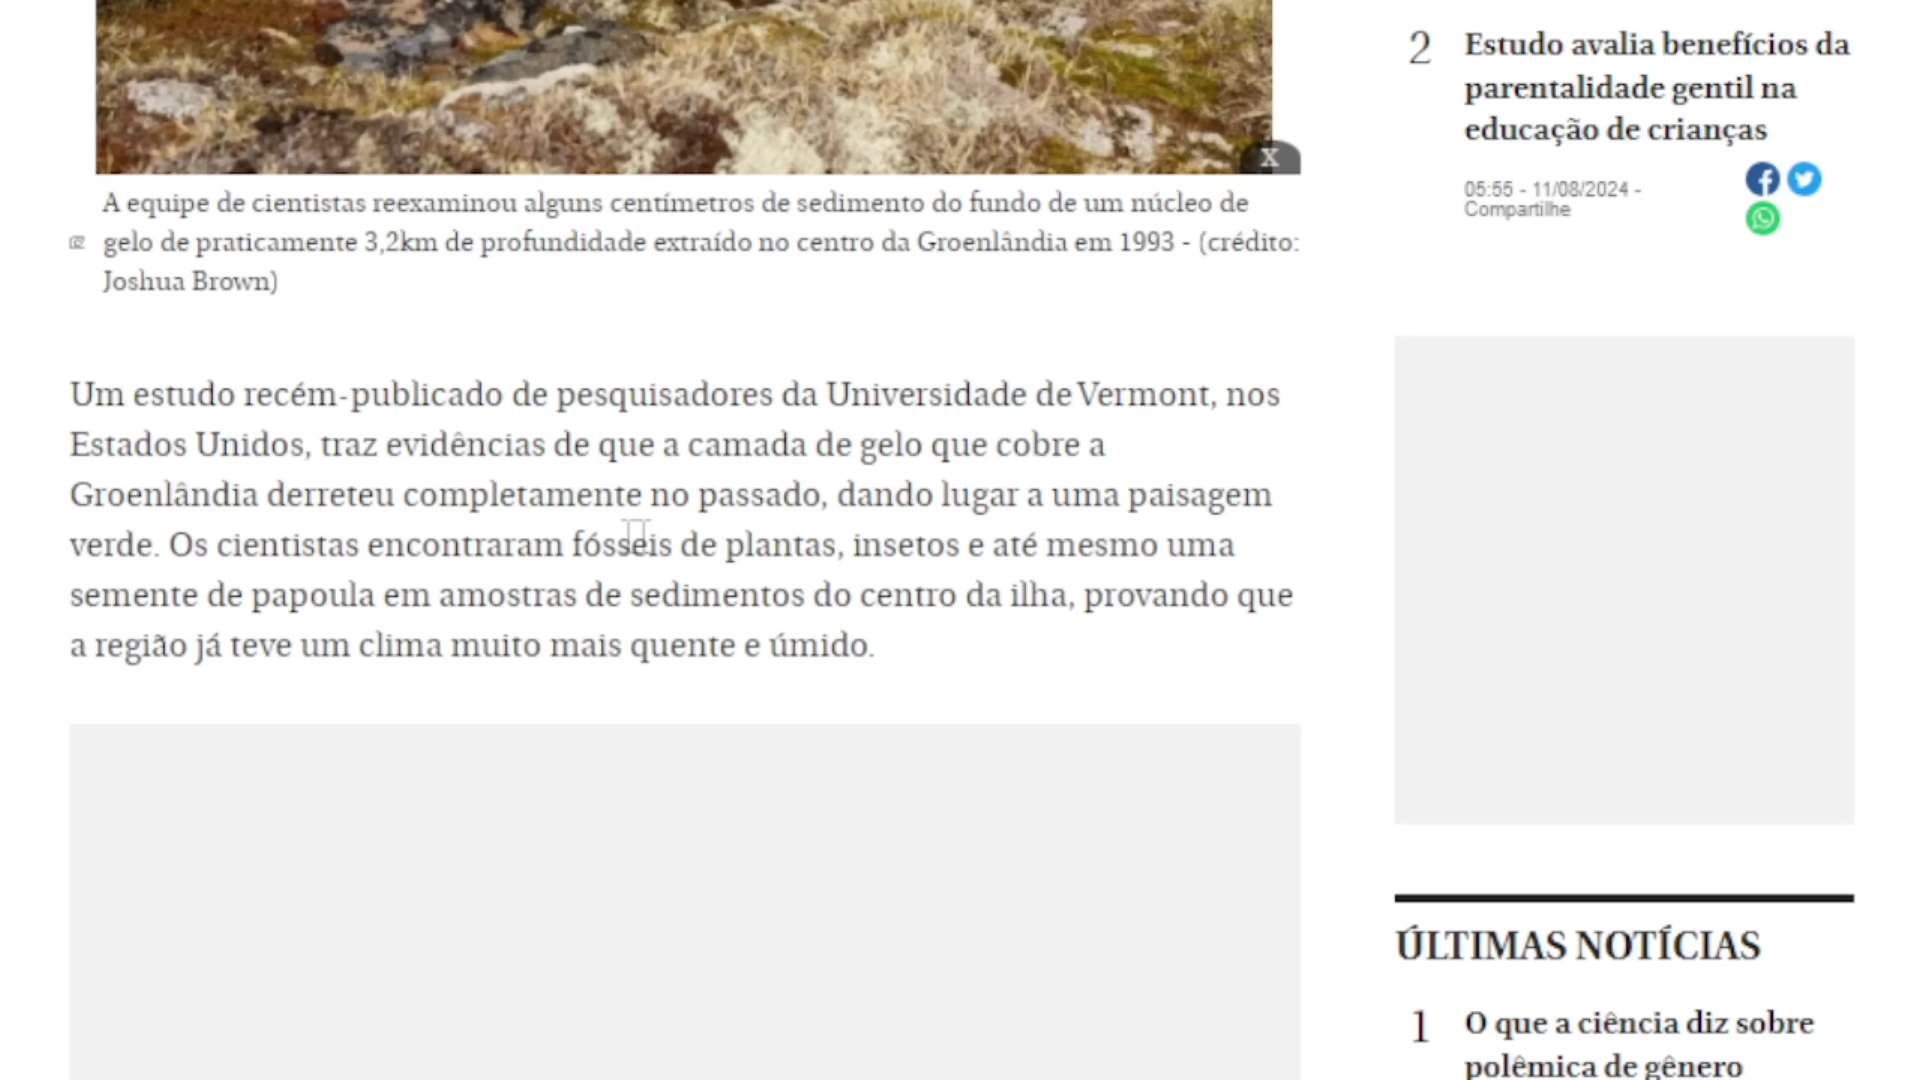 X
A equipe de cientistas reexaminou alguns centímetros de sedimento do fundo de um núcleo de
gelo de praticamente 3,2km de profundidade extraído no centro da Groenlândia em 1993 - (crédito:
Joshua Brown)
Um estudo recém-publicado de pesquisadores da Universidade de Vermont, nos
Estados Unidos, traz evidências de que a camada de gelo que cobre a
Groenlândia derreteu completamente no passado, dando lugar a uma paisagem
verde. Os cientistas encontraram fósseis de plantas, insetos e até mesmo uma
semente de papoula em amostras de sedimentos do centro da ilha, provando que
a região já teve um clima muito mais quente e úmido.
2
Estudo avalia benefícios da
parentalidade gentil na
educação de crianças
05:55 - 11/08/2024 -
Compartilhe
ÚLTIMAS NOTÍCIAS
1
O que a ciência diz sobre
polêmica de gênero